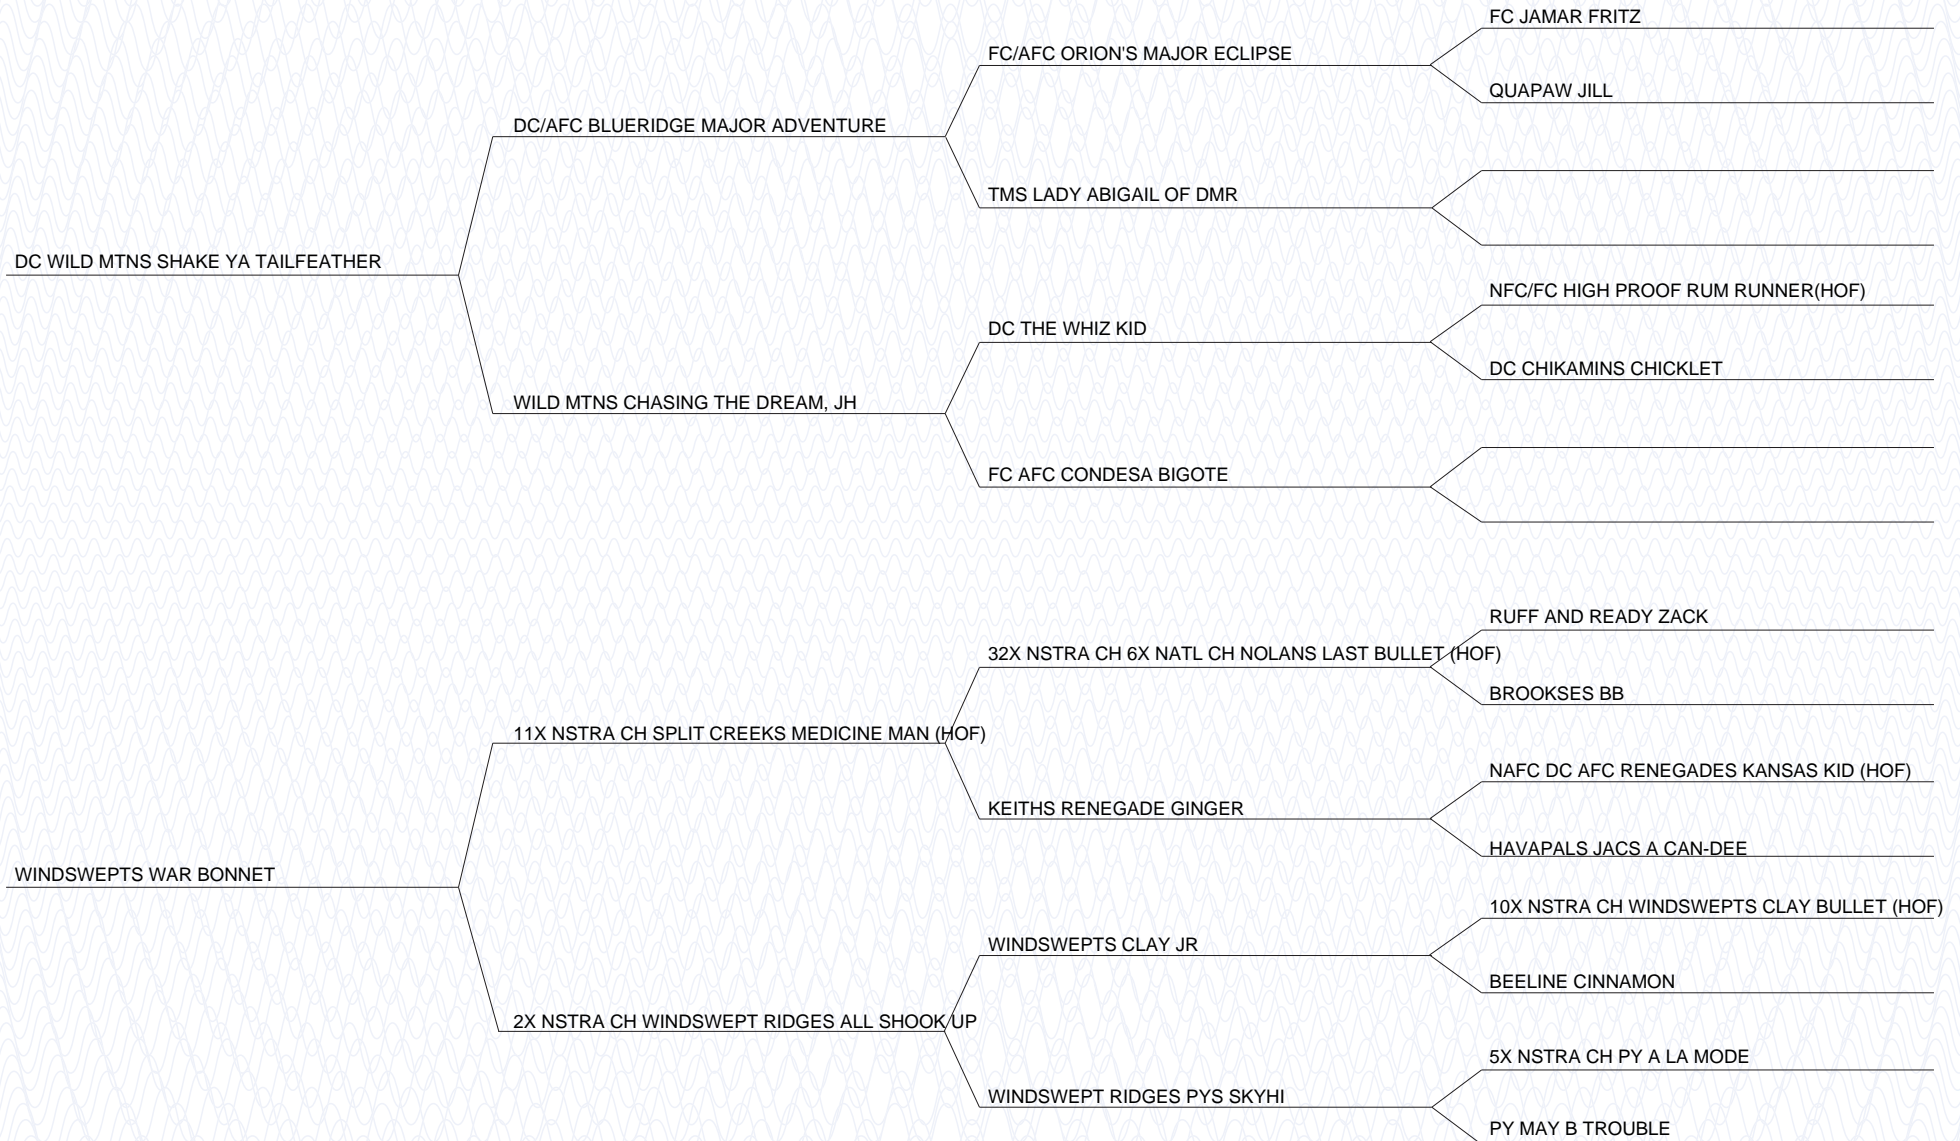 FC JAMAR FRITZ
FC/AFC ORION'S MAJOR ECLIPSE
QUAPAW JILL
DC/AFC BLUERIDGE MAJOR ADVENTURE
TMS LADY ABIGAIL OF DMR
DC WILD MTNS SHAKE YA TAILFEATHER
NFC/FC HIGH PROOF RUM RUNNER(HOF)
DC THE WHIZ KID
DC CHIKAMINS CHICKLET
WILD MTNS CHASING THE DREAM, JH
FC AFC CONDESA BIGOTE
RUFF AND READY ZACK
32X NSTRA CH 6X NATL CH NOLANS LAST BULLET (HOF)
BROOKSES BB
11X NSTRA CH SPLIT CREEKS MEDICINE MAN (HOF)
NAFC DC AFC RENEGADES KANSAS KID (HOF)
KEITHS RENEGADE GINGER
HAVAPALS JACS A CAN-DEE
WINDSWEPTS WAR BONNET
10X NSTRA CH WINDSWEPTS CLAY BULLET (HOF)
WINDSWEPTS CLAY JR
BEELINE CINNAMON
2X NSTRA CH WINDSWEPT RIDGES ALL SHOOK UP
5X NSTRA CH PY A LA MODE
WINDSWEPT RIDGES PYS SKYHI
PY MAY B TROUBLE